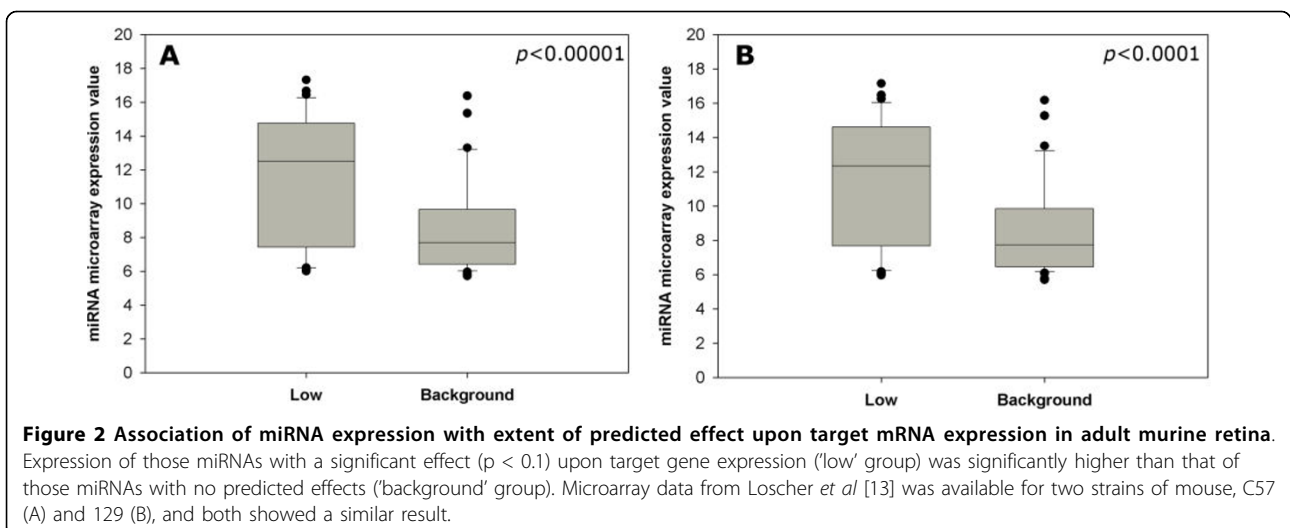 A
p<0.00001
miRNA microarray expression value
20
18
16
14
12
10
8
6
4
2
0
Low
Background
B
p<0.0001
miRNA microarray expression value
20
18
16
14
12
10
8
6
4
2
0
Low
Background
Figure 2 Association of miRNA expression with extent of predicted effect upon target mRNA expression in adult murine retina.
Expression of those miRNAs with a significant effect (p < 0.1) upon target gene expression ('low' group) was significantly higher than that of
those miRNAs with no predicted effects ('background' group). Microarray data from Loscher et al [13] was available for two strains of mouse, C57
(A) and 129 (B), and both showed a similar result.